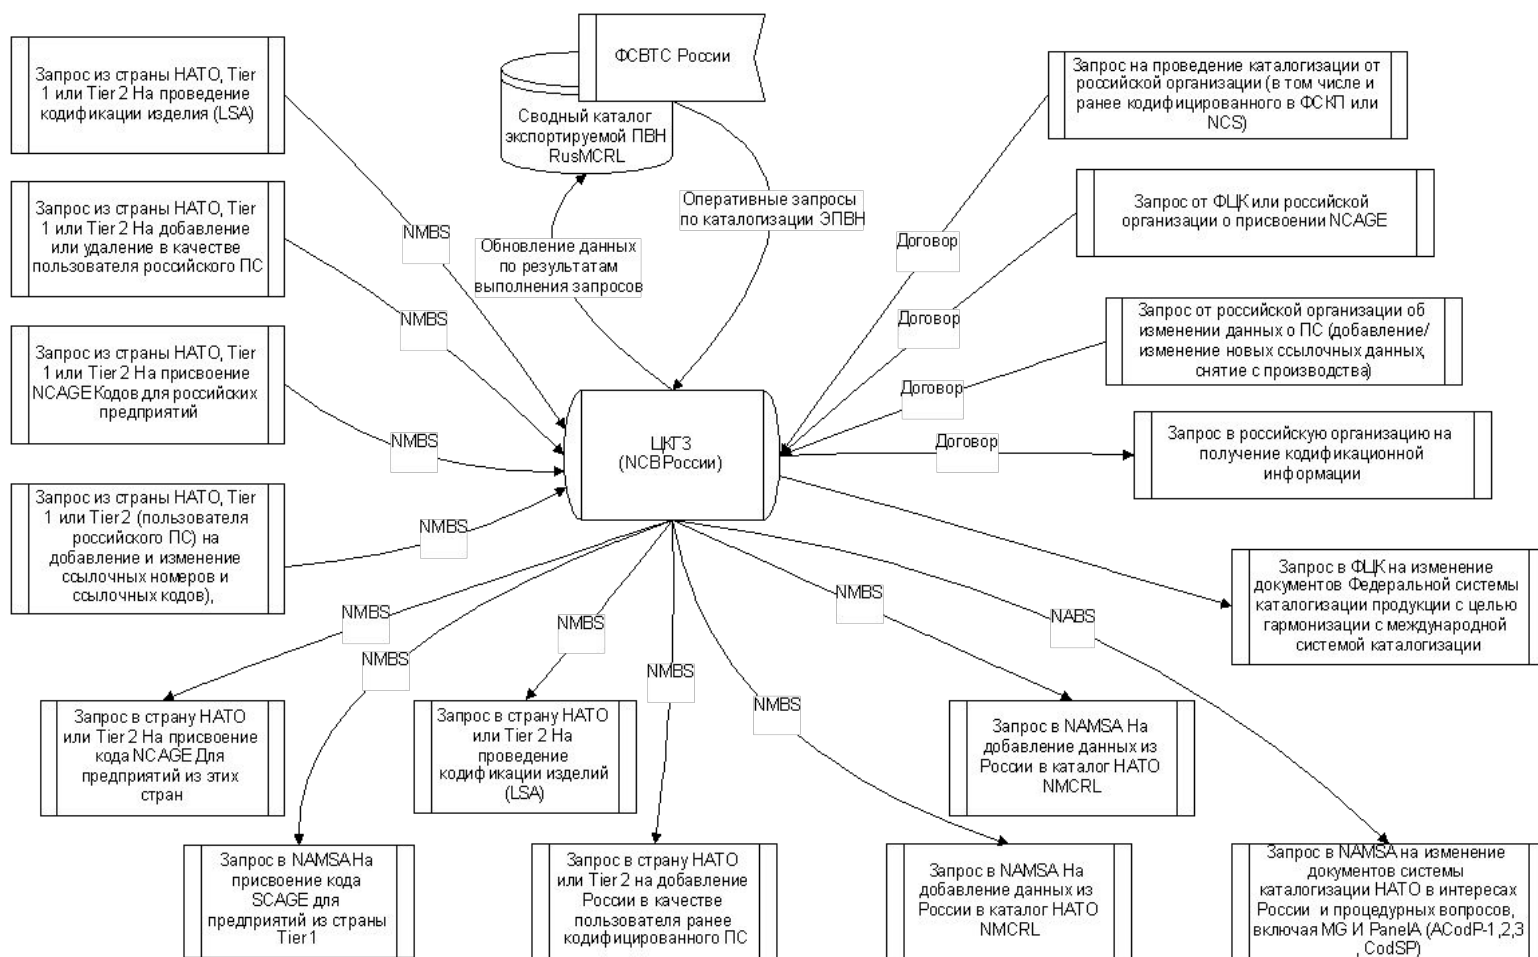 ФСВТС России
Сводный каталог
экспортируемой ПВН
RusMCRL
Запрос из страны НАТО, Tier
1 или Tier 2 На проведение
кодификации изделия (LSA)
Запрос из страны НАТО, Tier
1 или Tier 2 На добавление
или удаление в качестве
пользователя российского ПС
Запрос из страны НАТО, Tier
1 или Tier 2 На присвоение
NCAGE Кодов для российских
предприятий
Запрос из страны НАТО, Tier
1 или Tier 2 (пользователя
российского ПС) на
добавление и изменение
ссылочных номеров и
ссылочных кодов),
NMBS
NMBS
NMBS
NMBS
Обновление данных
по результатам
выполнения запросов
Оперативные запросы
по каталогизации ЭПВН
ЦКГЗ
(NCB России)
Запрос на проведение каталогизации от
российской организации (в том числе и
ранее кодифицированного в ФСКП или
NCS)
Запрос от ФЦК или российской
организации о присвоении NCAGE
Запрос от российской организации об
изменении данных о ПС (добавление/
изменение новых ссылочных данных,
снятие с производства)
Запрос в российскую организацию на
получение кодификационной
информации
Договор
Договор
Договор
Договор
Запрос в ФЦК на изменение
документов Федеральной системы
каталогизации продукции с целью
гармонизации с международной
системой каталогизации
NMBS
NMBS
NMBS
NMBS
NMBS
NMBS
NABS
Запрос в страну НАТО
или Tier 2 На присвоение
кода NCAGE Для
предприятий из этих
стран
Запрос в страну НАТО
или Tier 2 На
проведение
кодификации изделий
(LSA)
Запрос в NAMSA На
добавление данных из
России в каталог НАТО
NMCRL
Запрос в NAMSA На
присвоение кода
SCAGE для
предприятий из страны
Tier 1
Запрос в страну НАТО
или Tier 2 на добавление
России в качестве
пользователя ранее
кодифицированного ПС
Запрос в NAMSA На
добавление данных из
России в каталог НАТО
NMCRL
Запрос в NAMSA на изменение
документов системы
каталогизации НАТО в интересах
России и процедурных вопросов,
включая MG И PanelA (ACodP-1,2,3
, CodSP)